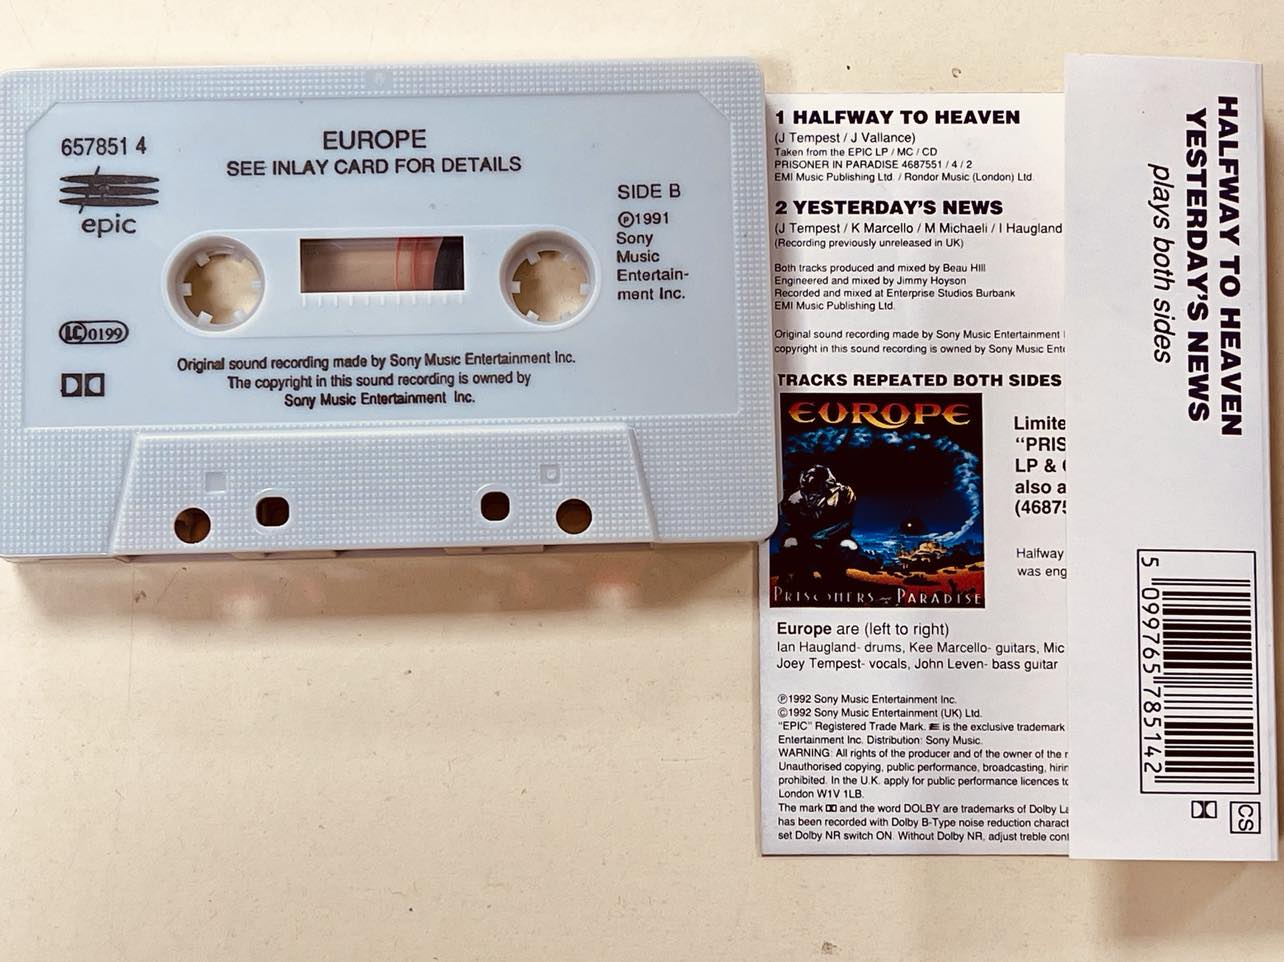 657851 4
epic
EUROPE
SEE INLAY CARD FOR DETAILS
SIDE B
Ⓟ1991
Sony
Music
Entertain-
ment Inc.
LC 0199
Original sound recording made by Sony Music Entertainment Inc.
The copyright in this sound recording is owned by
Sony Music Entertainment Inc.
1 HALFWAY TO HEAVEN
(J Tempest / J Vallance)
Taken from the EPIC LP / MC / CD
PRISONER IN PARADISE 4687551 / 4 / 2
EMI Music Publishing Ltd. / Rondor Music (London) Ltd.
2 YESTERDAY'S NEWS
(J Tempest / K Marcello / M Michaeli / I Haugland
(Recording previously unreleased in UK)
Both tracks produced and mixed by Beau HIll
Engineered and mixed by Jimmy Hoyson
Recorded and mixed at Enterprise Studios Burbank
EMI Music Publishing Ltd.
Original sound recording made by Sony Music Entertainment
copyright in this sound recording is owned by Sony Music
TRACKS REPEATED BOTH SIDES
EUROPE
PRISONERS IN PARADISE
Limite
"PRIS
LP &
also a
(4687
Halfway
was eng
Europe are (left to right)
Ian Haugland- drums, Kee Marcello- guitars, Mic
Joey Tempest- vocals, John Leven- bass guitar
Ⓟ1992 Sony Music Entertainment Inc.
©1992 Sony Music Entertainment (UK) Ltd.
"EPIC" Registered Trade Mark. is the exclusive trademark
Entertainment Inc. Distribution: Sony Music.
WARNING: All rights of the producer and of the owner of the
Unauthorised copying, public performance, broadcasting, hirin
prohibited. In the U.K. apply for public performance licences to
London W1V 1LB.
The mark and the word DOLBY are trademarks of Dolby La
has been recorded with Dolby B-Type noise reduction charact
set Dolby NR switch ON. Without Dolby NR, adjust treble cont
HALFWAY TO HEAVEN
YESTERDAY'S NEWS
plays both sides
5 099765 785142
CS